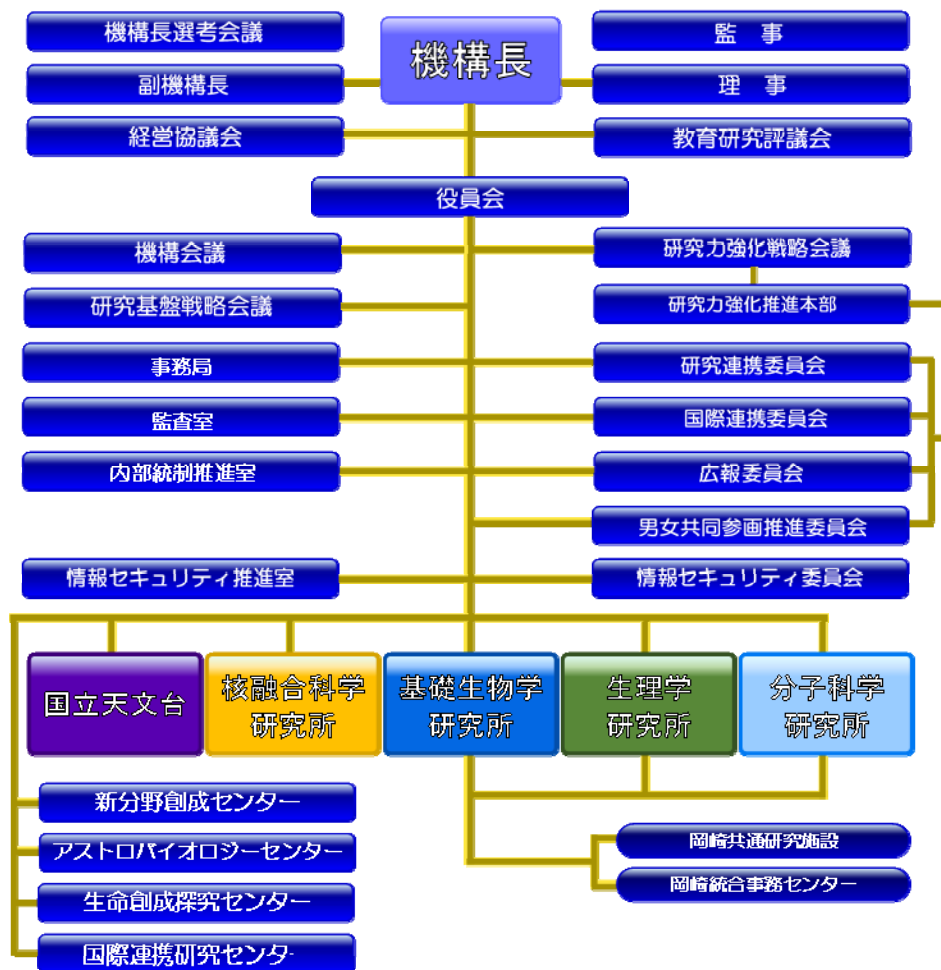 機構長選考会議
機構長
監　事
副機構長
理　事
経営協議会
教育研究評議会
役員会
機構会議
研究力強化戦略会議
研究基盤戦略会議
研究力強化推進本部
事務局
研究連携委員会
監査室
国際連携委員会
内部統制推進室
広報委員会
男女共同参画推進委員会
情報セキュリティ推進室
情報セキュリティ委員会
国立天文台
核融合科学
研究所
基礎生物学
研究所
生理学
研究所
分子科学
研究所
新分野創成センター
アストロバイオロジーセンター
生命創成探究センター
国際連携研究センター
岡崎共通研究施設
岡崎統合事務センター